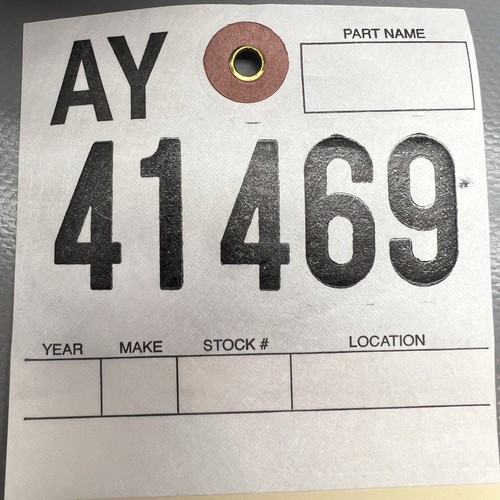 AY
PART NAME
41469
YEAR MAKE STOCK # LOCATION